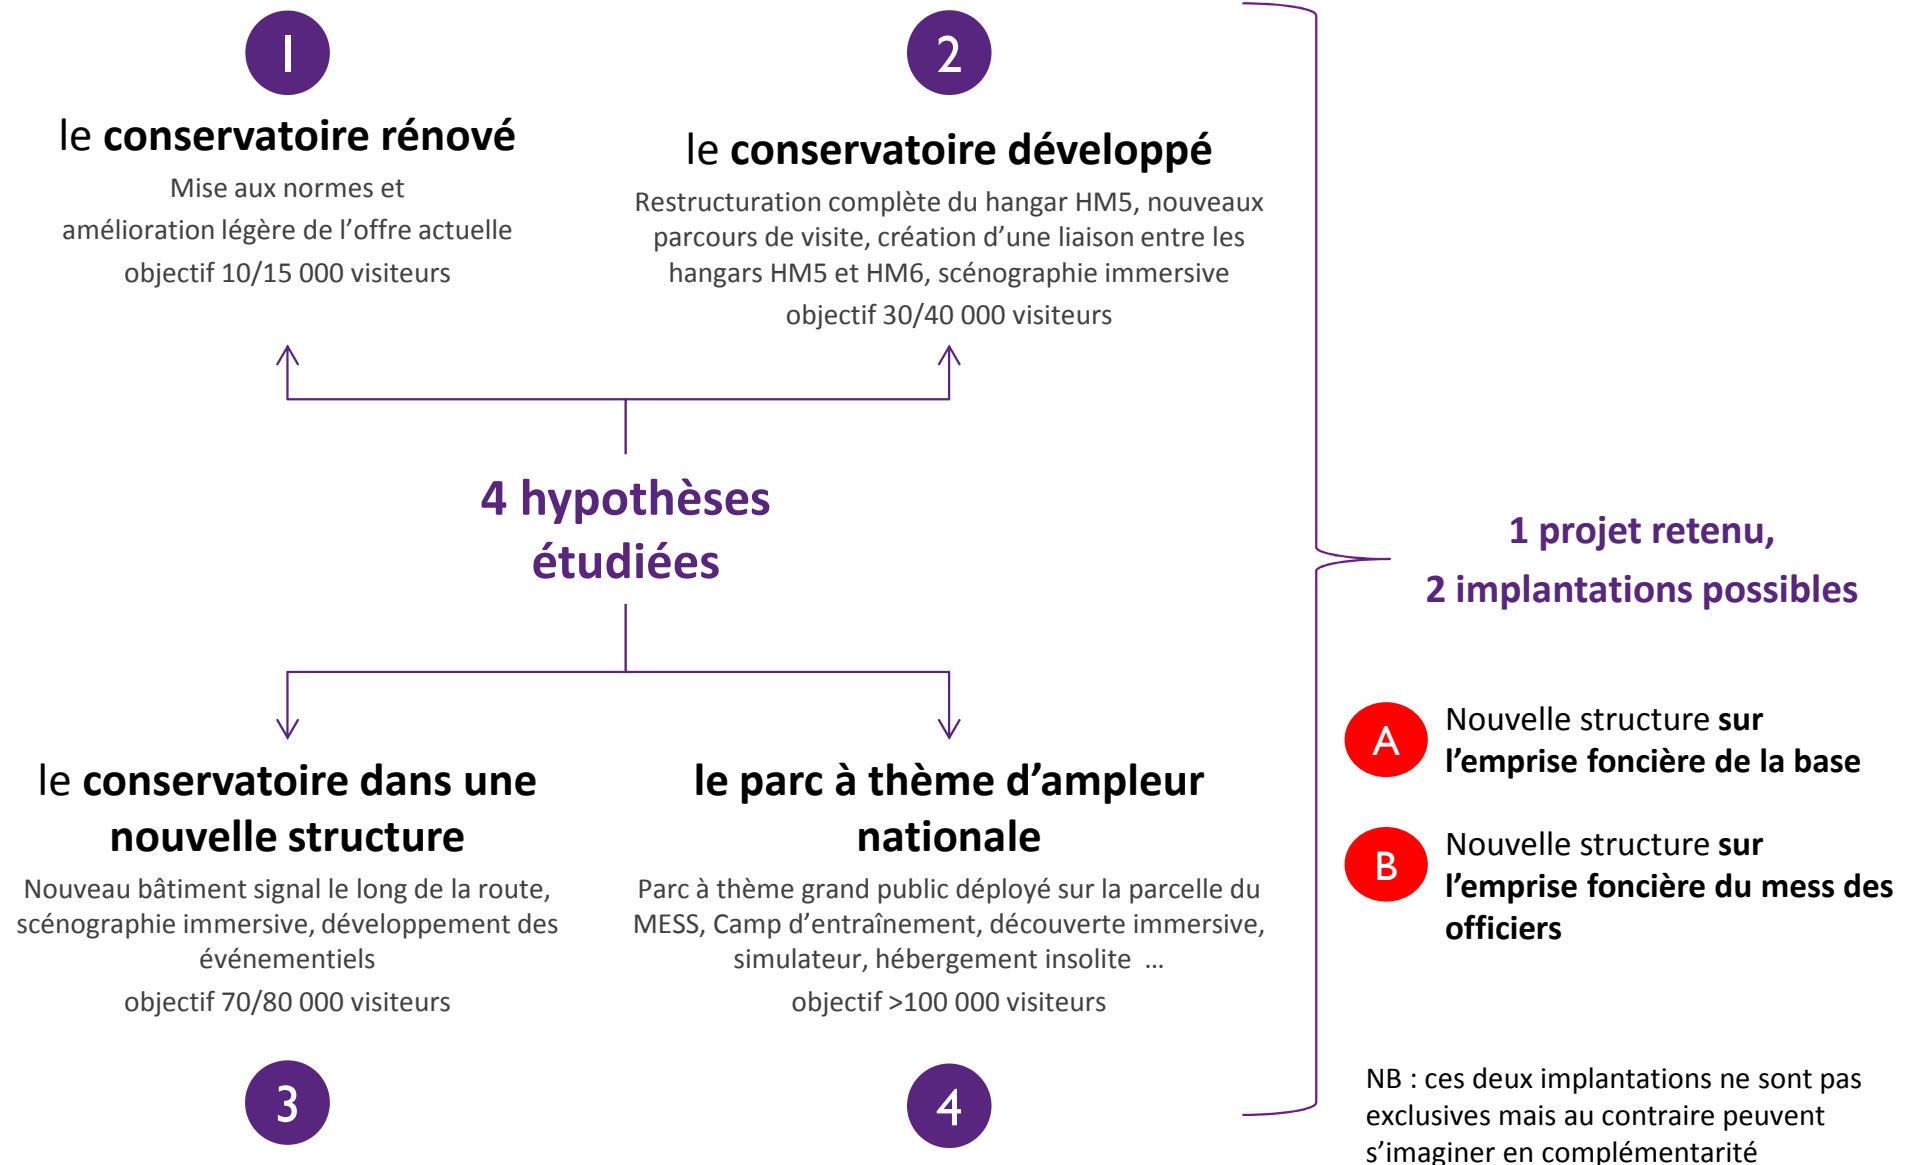 1
le conservatoire rénové
Mise aux normes et
amélioration légère de l’offre actuelle
objectif 10/15 000 visiteurs
2
le conservatoire développé
Restructuration complète du hangar HM5, nouveaux
parcours de visite, création d’une liaison entre les
hangars HM5 et HM6, scénographie immersive
objectif 30/40 000 visiteurs
4 hypothèses
étudiées
le conservatoire dans une
nouvelle structure
Nouveau bâtiment signal le long de la route,
scénographie immersive, développement des
événementiels
objectif 70/80 000 visiteurs
3
le parc à thème d’ampleur
nationale
Parc à thème grand public déployé sur la parcelle du
MESS, Camp d’entraînement, découverte immersive,
simulateur, hébergement insolite  …
objectif >100 000 visiteurs
4
1 projet retenu,
2 implantations possibles
A
Nouvelle structure sur
l’emprise foncière de la base
B
Nouvelle structure sur
l’emprise foncière du mess des
officiers
NB : ces deux implantations ne sont pas
exclusives mais au contraire peuvent
s’imaginer en complémentarité